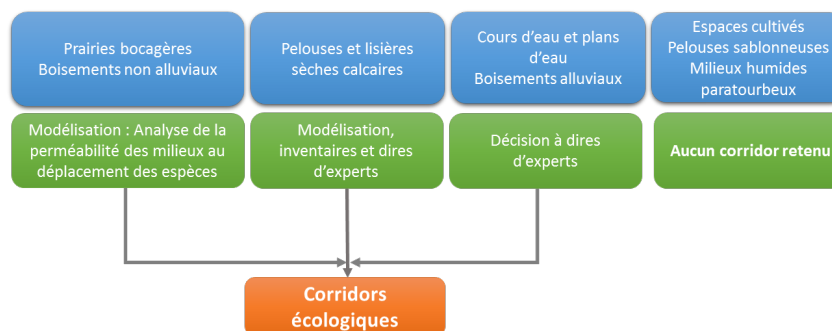 Prairies bocagères
Boisements non alluviaux
Pelouses et lisières
sèches calcaires
Cours d'eau et plans
d'eau
Boisements alluviaux
Espaces cultivés
Pelouses sablonneuses
Milieux humides
paratourbeux
Modélisation : Analyse de la
perméabilité des milieux au
déplacement des espèces
Modélisation,
inventaires et dires
d'experts
Décision à dires
d'experts
Aucun corridor retenu
Corridors
écologiques